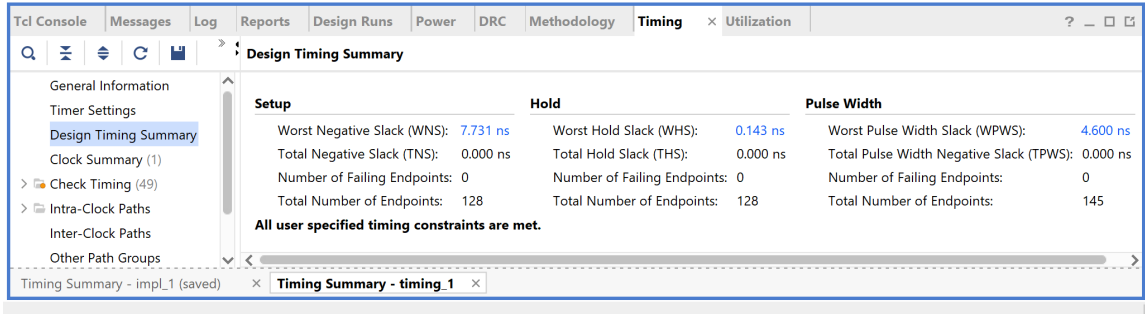 Tcl Console Messages Log Reports Design Runs Power DRC Methodology Timing × Utilization ?
Design Timing Summary
General Information
Timer Settings
Design Timing Summary
Clock Summary (1)
Check Timing (49)
Intra-Clock Paths
Inter-Clock Paths
Other Path Groups
Setup Hold Pulse Width
Worst Negative Slack (WNS): 7.731 ns Worst Hold Slack (WHS): 0.143 ns Worst Pulse Width Slack (WPWS): 4.600 ns
Total Negative Slack (TNS): 0.000 ns Total Hold Slack (THS): 0.000 ns Total Pulse Width Negative Slack (TPWS): 0.000 ns
Number of Failing Endpoints: 0 Number of Failing Endpoints: 0 Number of Failing Endpoints: 0
Total Number of Endpoints: 128 Total Number of Endpoints: 128 Total Number of Endpoints: 145
All user specified timing constraints are met.
Timing Summary - impl_1 (saved) × Timing Summary - timing_1 ×